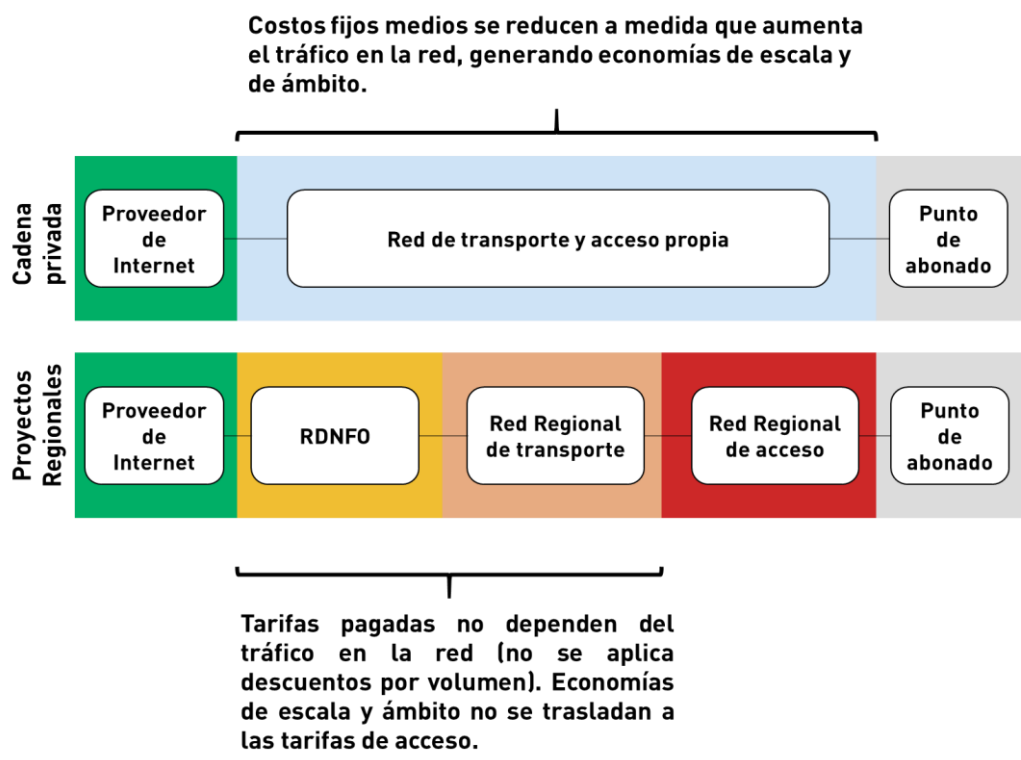 Costos fijos medios se reducen a medida que aumenta
el tráfico en la red, generando economías de escala y
de ámbito.
Cadena
privada
Proveedor
de
Internet
Red de transporte y acceso propia
Punto
de
abonado
Proyectos
Regionales
Proveedor
de
Internet
RDNFO
Red Regional
de transporte
Red Regional
de acceso
Punto
de
abonado
Tarifas pagadas no dependen del
tráfico en la red (no se aplica
descuentos por volumen). Economías
de escala y ámbito no se trasladan a
las tarifas de acceso.